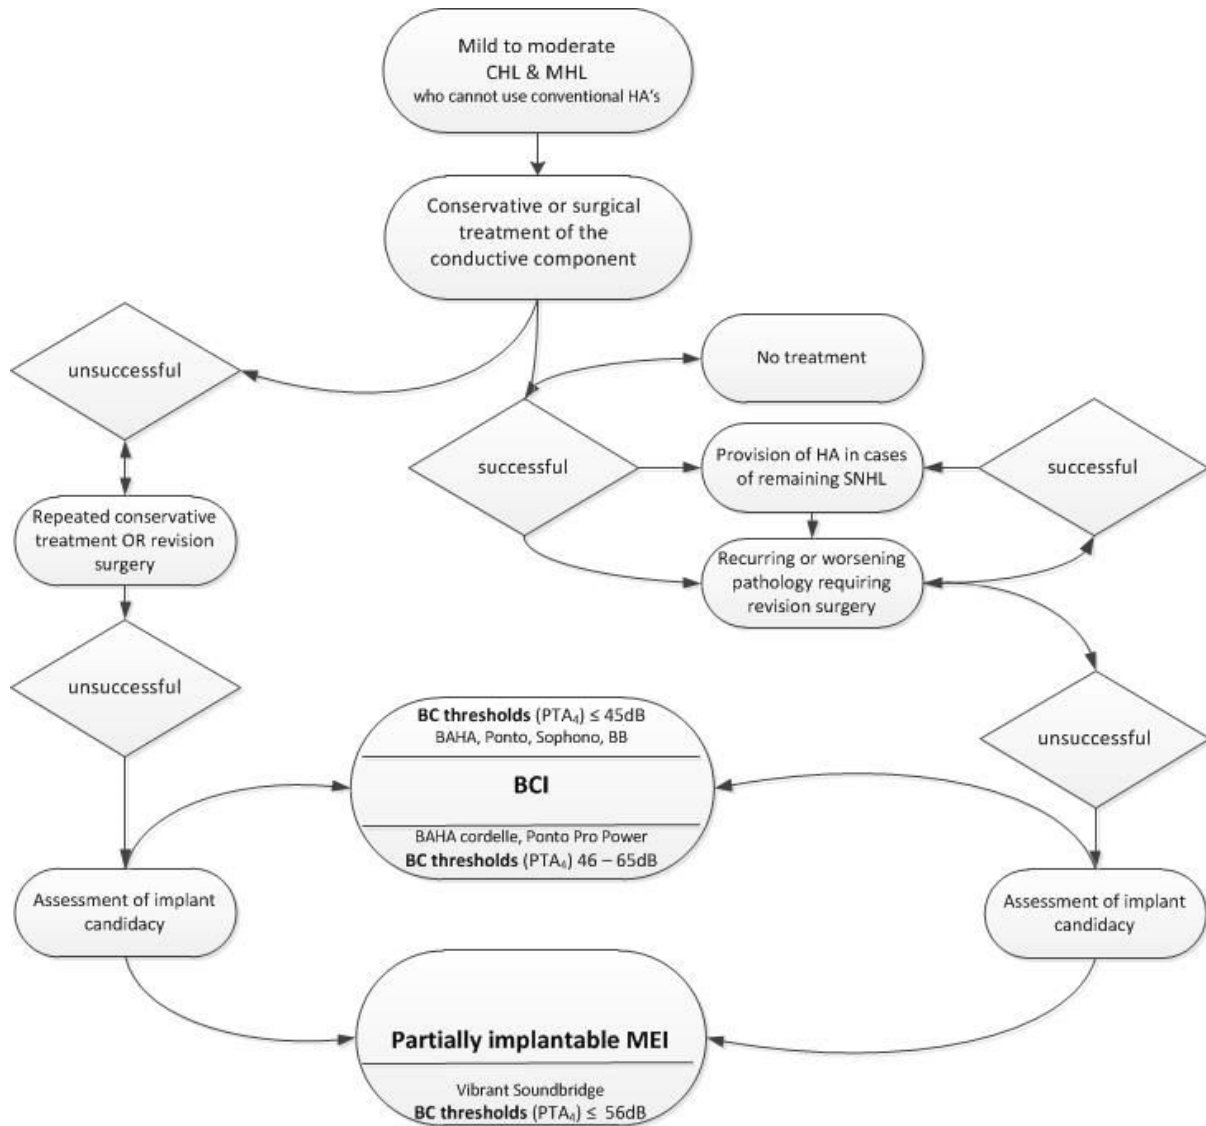 Mild to moderate
CHL & MHL
who cannot use conventional HA's
Conservative or surgical
treatment of the
conductive component
unsuccessful
No treatment
successful
Provision of HA in cases
of remaining SNHL
successful
Repeated conservative
treatment OR revision
surgery
Recurring or worsening
pathology requiring
revision surgery
unsuccessful
unsuccessful
BC thresholds (PTA₄) ≤ 45dB
BAHA, Ponto, Sophono, BB
BCI
BAHA cordelle, Ponto Pro Power
BC thresholds (PTA₄) 46 – 65dB
Assessment of implant
candidacy
Assessment of implant
candidacy
Partially implantable MEI
Vibrant Soundbridge
BC thresholds (PTA₄) ≤ 56dB